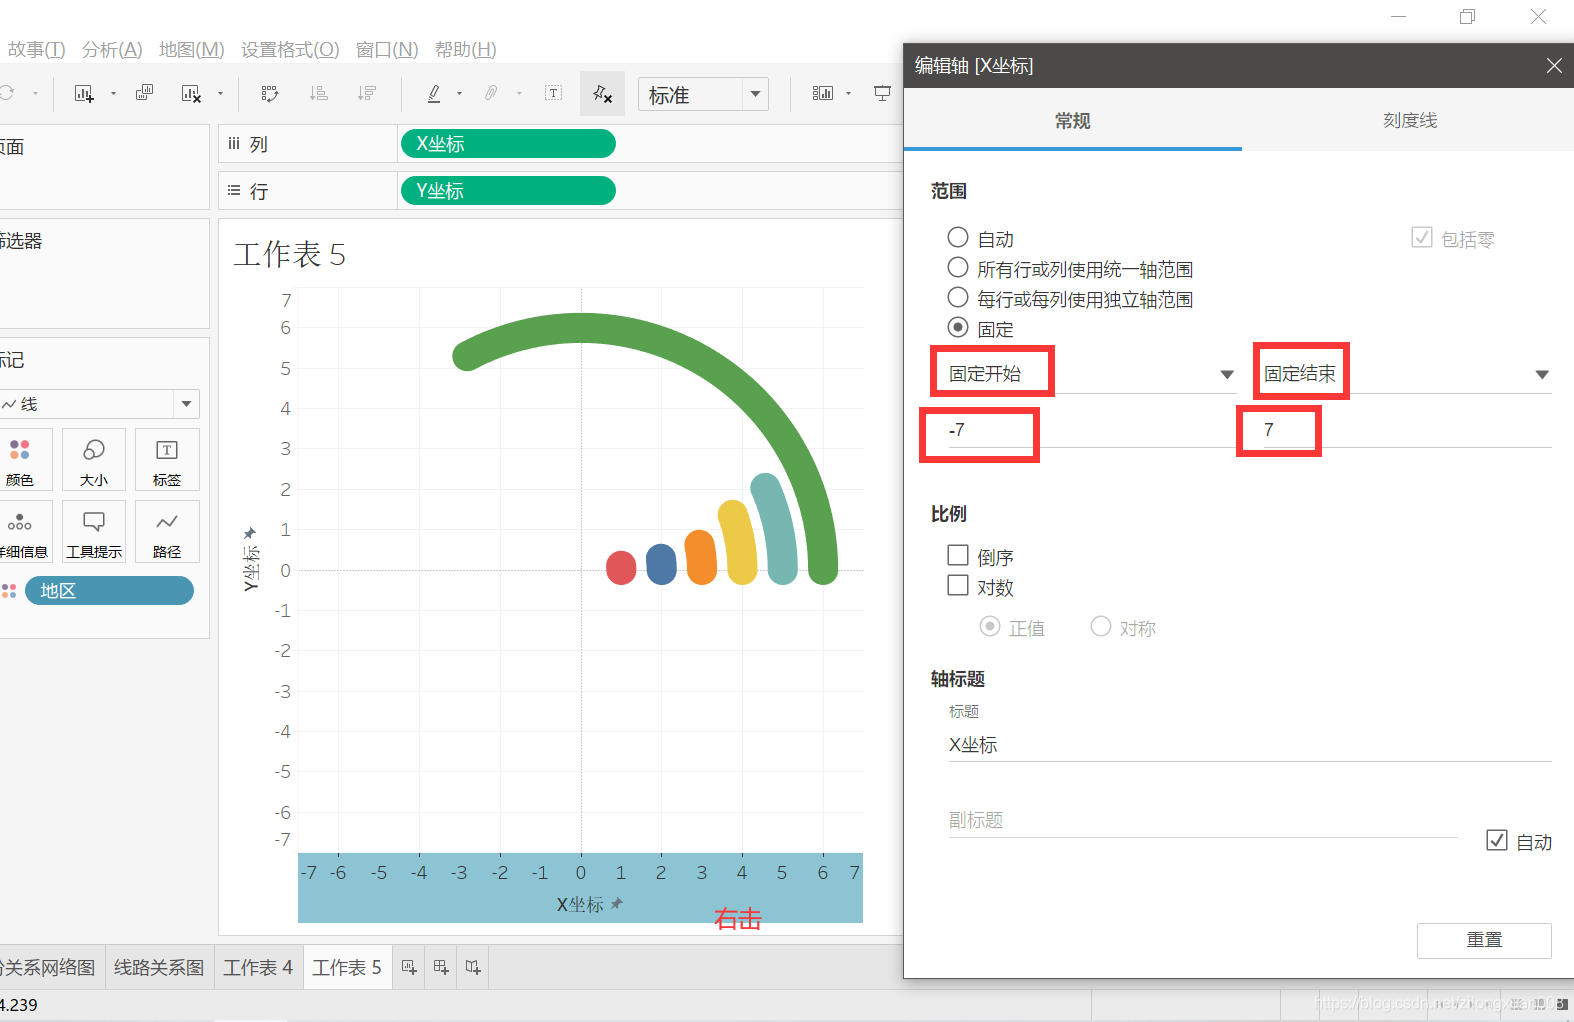 故事(T) 分析(A) 地图(M) 设置格式(O) 窗口(N) 帮助(H)
标准
页面
列
X坐标
行
Y坐标
筛选器
标记
线
颜色
大小
标签
详细信息
工具提示
路径
地区
工作表 5
7
6
5
4
3
2
1
0
-1
-2
-3
-4
-5
-6
-7
Y坐标
-7 -6 -5 -4 -3 -2 -1 0 1 2 3 4 5 6 7
X坐标
右击
编辑轴 [X坐标]
常规
刻度线
范围
自动
包括零
所有行或列使用统一轴范围
每行或每列使用独立轴范围
固定
固定开始
固定结束
-7
7
比例
倒序
对数
正值
对称
轴标题
标题
X坐标
副标题
自动
重置
份关系网络图
线路关系图
工作表 4
工作表 5
4.239